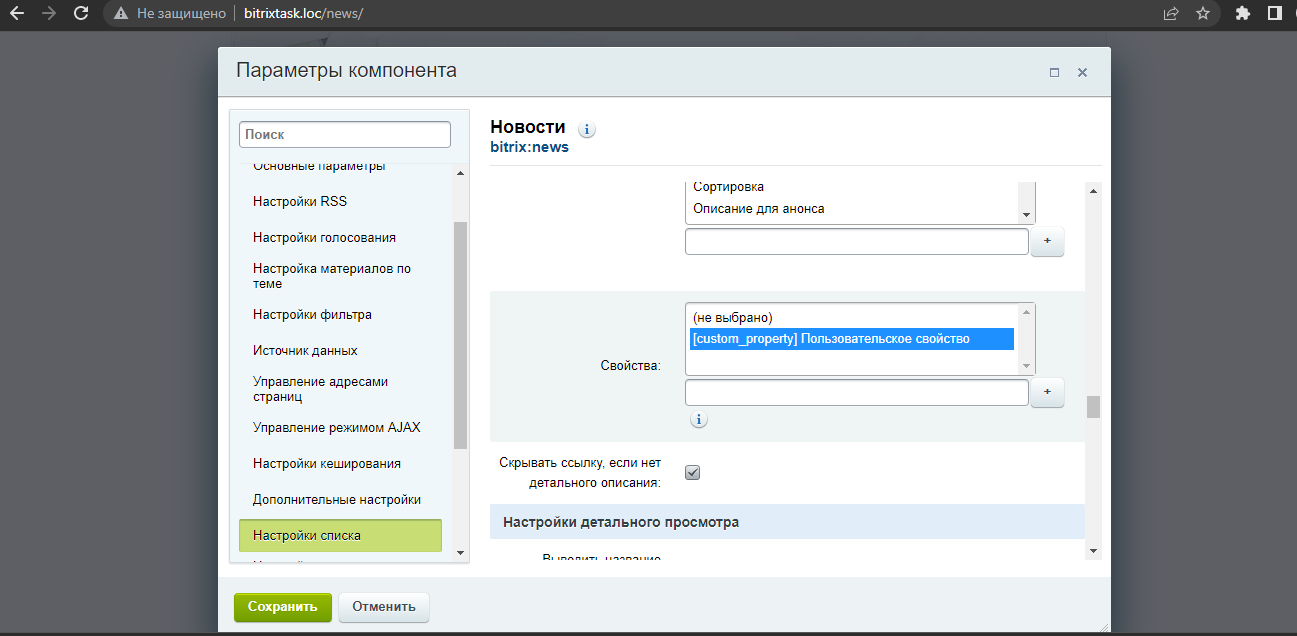 Не защищено
bitrixtask.loc/news/
Параметры компонента
Поиск
Основные параметры
Настройки RSS
Настройки голосования
Настройка материалов по
теме
Настройки фильтра
Источник данных
Управление адресами
страниц
Управление режимом AJAX
Настройки кеширования
Дополнительные настройки
Настройки списка
Новости
bitrix:news
Сортировка
Описание для анонса
+
Свойства:
(не выбрано)
[custom_property] Пользовательское свойство
+
Скрывать ссылку, если нет
детального описания:
Настройки детального просмотра
Выводить название
Сохранить
Отменить